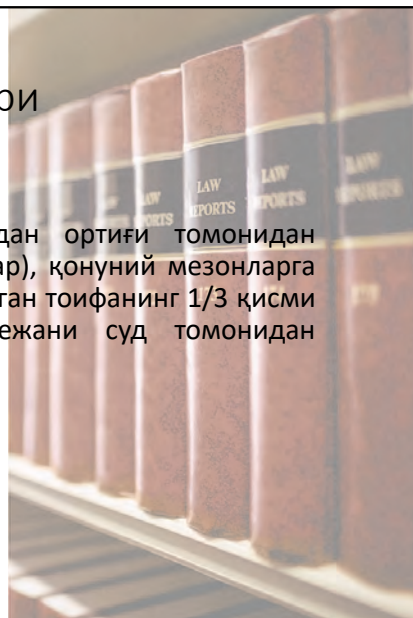 ои
дан ортиғи томонидан
ар), қонуний мезонларга
ган тоифанинг 1/3 қисми
ежани суд томонидан
LAW
REPORTS
LAW
REPORTS
LAW
REPORTS